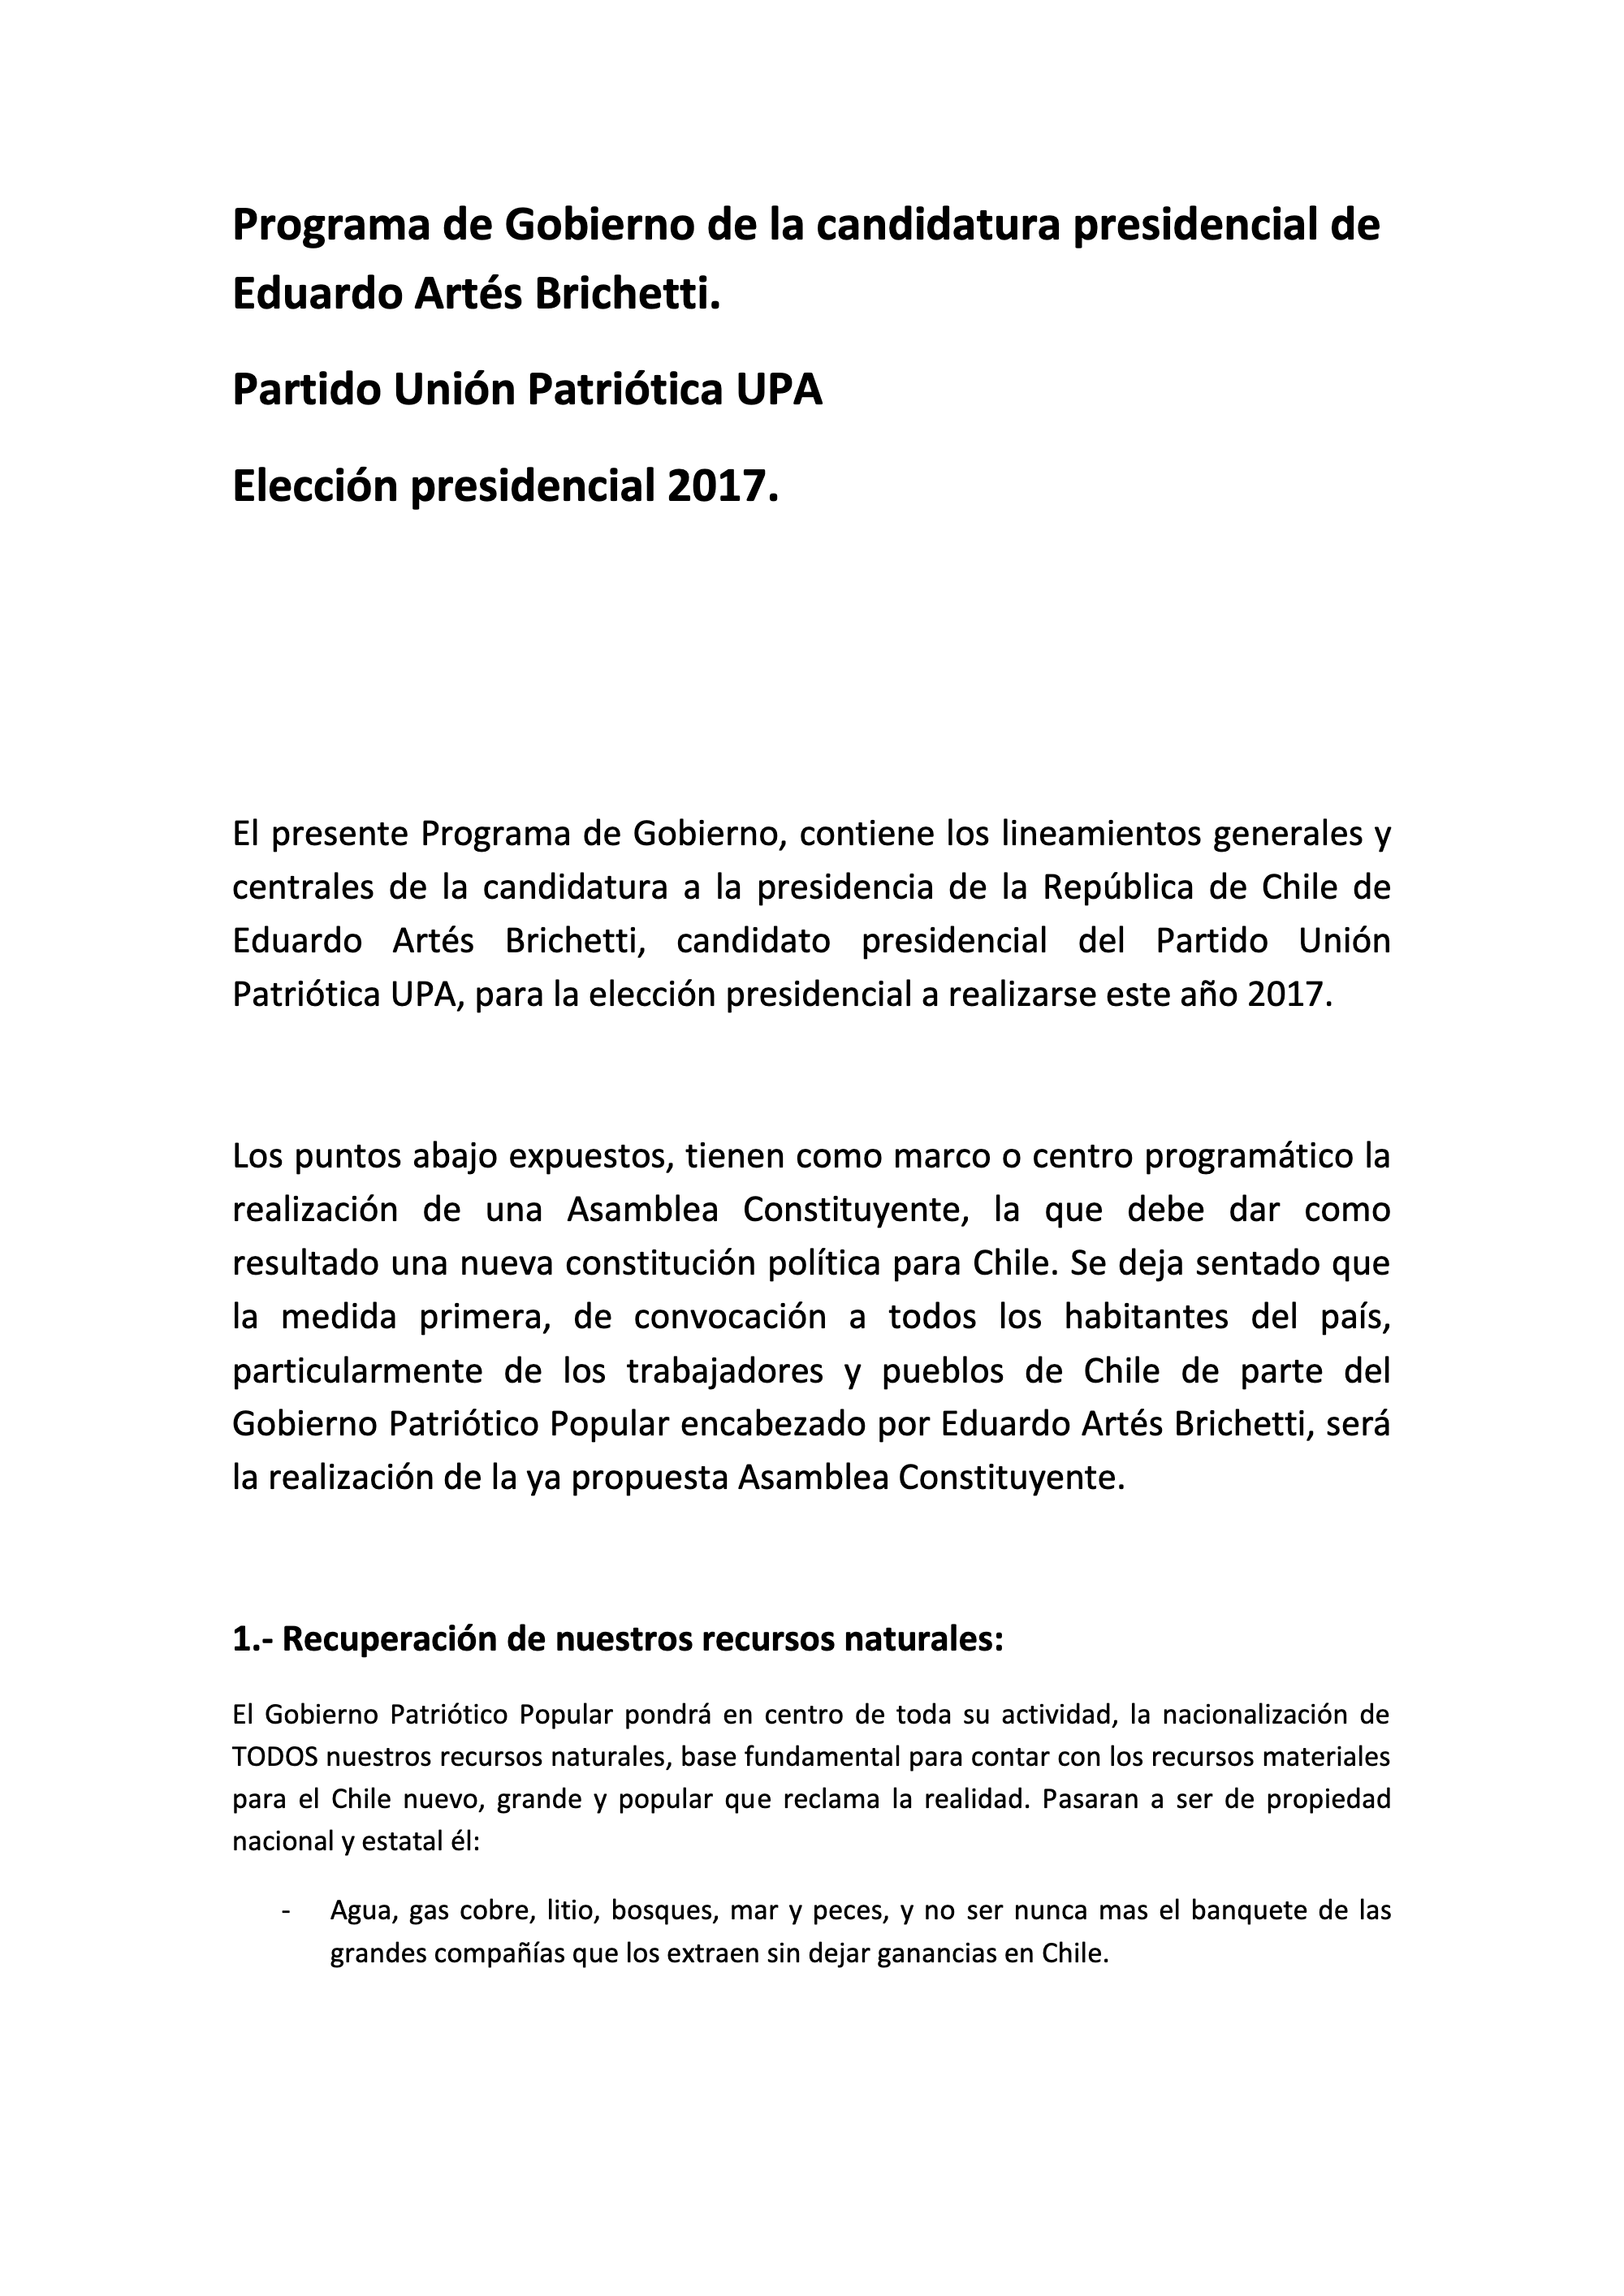 Programa de Gobierno de la candidatura presidencial de
Eduardo Artés Brichetti.
Partido Unión Patriótica UPA
Elección presidencial 2017.
El presente Programa de Gobierno, contiene los lineamientos generales y
centrales de la candidatura a la presidencia de la República de Chile de
Eduardo Artés Brichetti, candidato presidencial del Partido Unión
Patriótica UPA, para la elección presidencial a realizarse este año 2017.
Los puntos abajo expuestos, tienen como marco o centro programático la
realización de una Asamblea Constituyente, la que debe dar como
resultado una nueva constitución política para Chile. Se deja sentado que
la medida primera, de convocación a todos los habitantes del país,
particularmente de los trabajadores y pueblos de Chile de parte del
Gobierno Patriótico Popular encabezado por Eduardo Artés Brichetti, será
la realización de la ya propuesta Asamblea Constituyente.
1.- Recuperación de nuestros recursos naturales:
El Gobierno Patriótico Popular pondrá en centro de toda su actividad, la nacionalización de
TODOS nuestros recursos naturales, base fundamental para contar con los recursos materiales
para el Chile nuevo, grande y popular que reclama la realidad. Pasaran a ser de propiedad
nacional y estatal él:
- Agua, gas cobre, litio, bosques, mar y peces, y no ser nunca mas el banquete de las
grandes compañías que los extraen sin dejar ganancias en Chile.